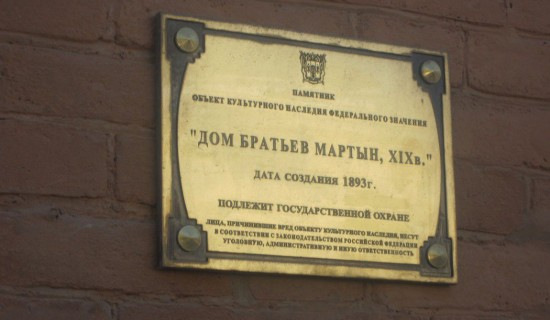 ПАМЯТНИК
ОБЪЕКТ КУЛЬТУРНОГО НАСЛЕДИЯ ФЕДЕРАЛЬНОГО ЗНАЧЕНИЯ
"ДОМ БРАТЬЕВ МАРТЫН, XIXв."
ДАТА СОЗДАНИЯ 1893г.
ПОДЛЕЖИТ ГОСУДАРСТВЕННОЙ ОХРАНЕ
ЛИЦА, ПРИЧИНИВШИЕ ВРЕД ОБЪЕКТУ КУЛЬТУРНОГО НАСЛЕДИЯ, НЕСУТ
В СООТВЕТСТВИИ С ЗАКОНОДАТЕЛЬСТВОМ РОССИЙСКОЙ ФЕДЕРАЦИИ
УГОЛОВНУЮ, АДМИНИСТРАТИВНУЮ И ИНУЮ ОТВЕТСТВЕННОСТЬ